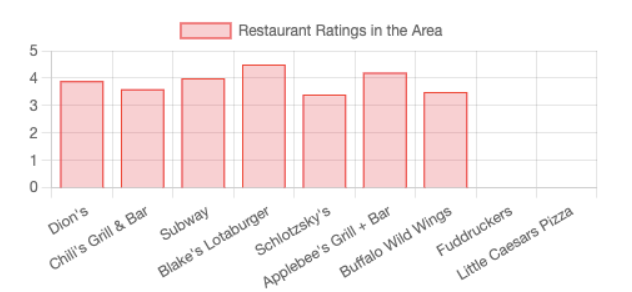 Restaurant Ratings in the Area
5
4
3
2
1
0
Dion's
Chili's Grill & Bar
Subway
Blake's Lotaburger
Schlotzsky's
Applebee's Grill + Bar
Buffalo Wild Wings
Fuddruckers
Little Caesars Pizza